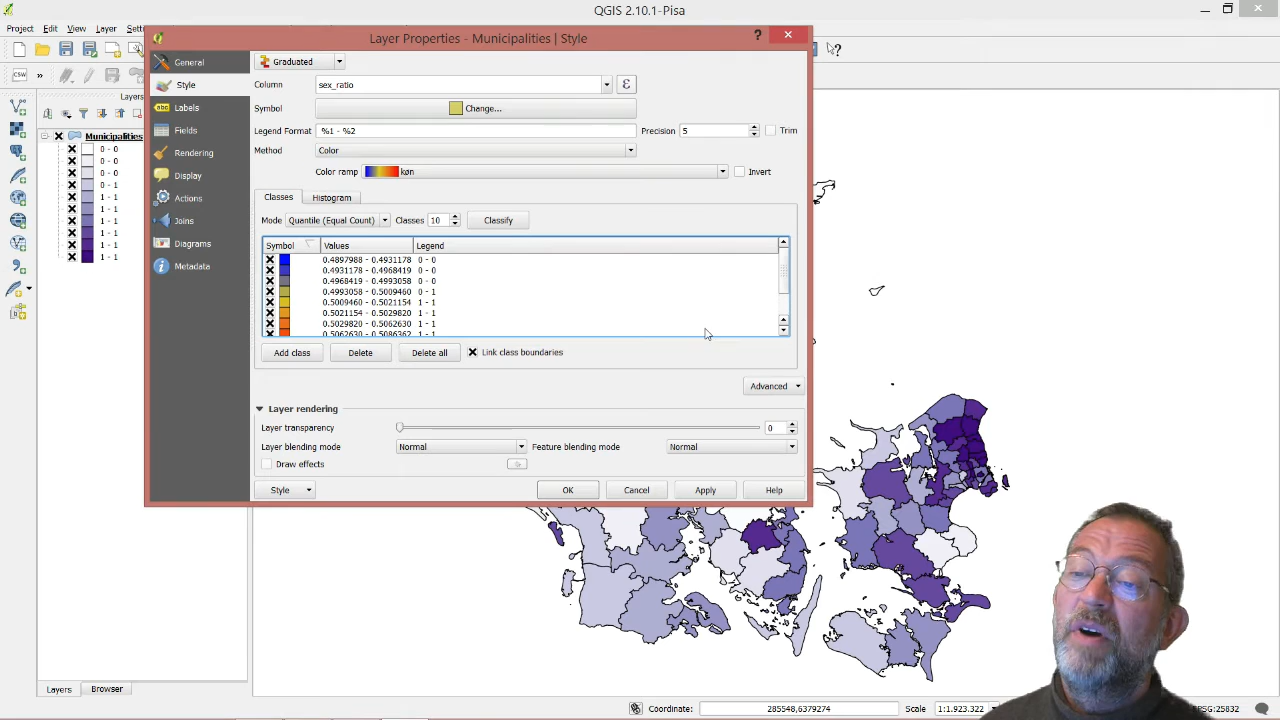 QGIS 2.10.1-Pisa
Project Edit View Layer
Layer Properties - Municipalities | Style
?
General
Style
Labels
Fields
Rendering
Display
Actions
Joins
Diagrams
Metadata
Graduated
Column sex_ratio ε
Symbol Change...
Legend Format %1 - %2 Precision 5 Trim
Method Color
Color ramp køn Invert
Classes Histogram
Mode Quantile (Equal Count) Classes 10 Classify
Symbol Values Legend
0.4897988 - 0.4931178 0 - 0
0.4931178 - 0.4968419 0 - 0
0.4968419 - 0.4993058 0 - 0
0.4993058 - 0.5009460 0 - 1
0.5009460 - 0.5021154 1 - 1
0.5021154 - 0.5029820 1 - 1
0.5029820 - 0.5062630 1 - 1
0.5062630 - 0.5086362 1 - 1
Add class Delete Delete all Link class boundaries
Advanced
Layer rendering
Layer transparency 0
Layer blending mode Normal Feature blending mode Normal
Draw effects
Style OK Cancel Apply Help
CSW »
Municipalities
0 - 0
0 - 0
0 - 0
0 - 1
1 - 1
1 - 1
1 - 1
1 - 1
1 - 1
1 - 1
Layers Browser
Coordinate: 285548,6379274 Scale 1:1.923.322